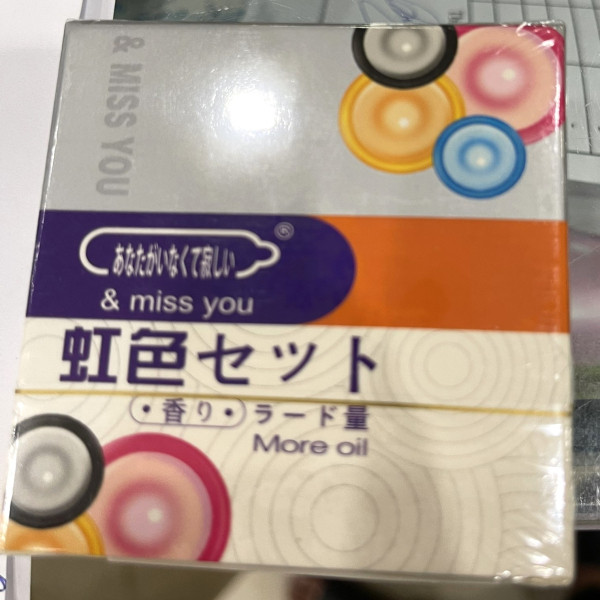 & MISS YOU
あなたがいなくて寂しい
& miss you
虹色セット
•香り•ラード量
More oil